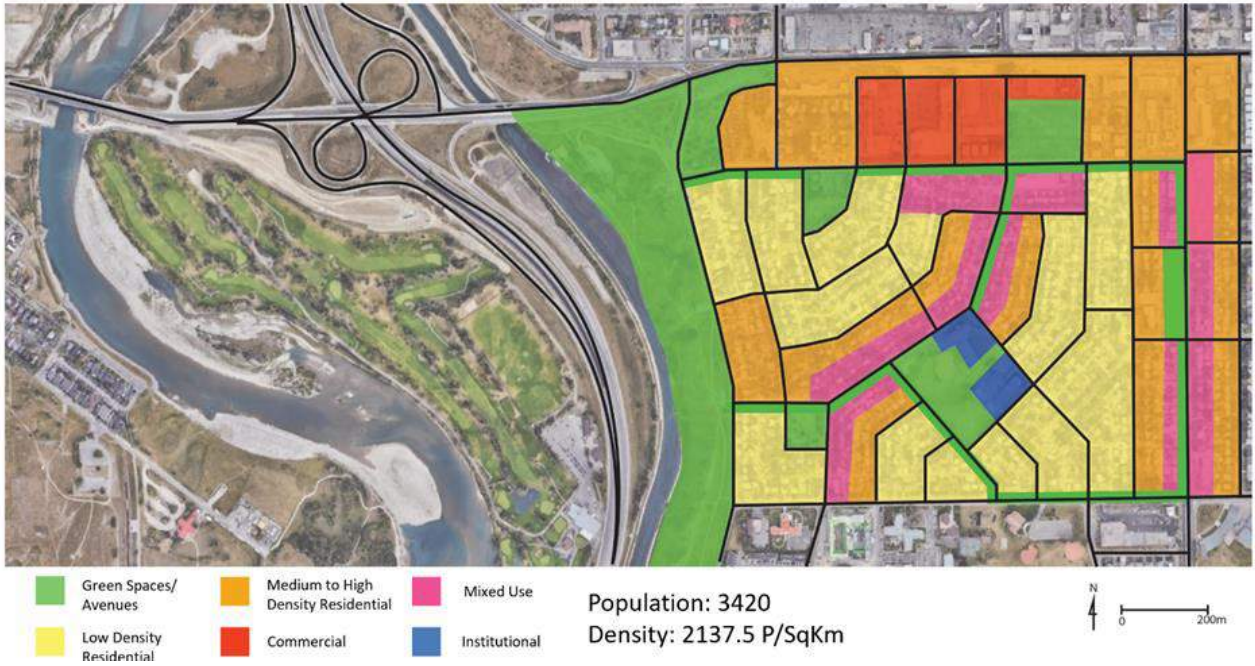 Green Spaces/
Avenues
Medium to High
Density Residential
Mixed Use
Low Density
Residential
Commercial
Institutional
Population: 3420
Density: 2137.5 P/SqKm
N
0
200m